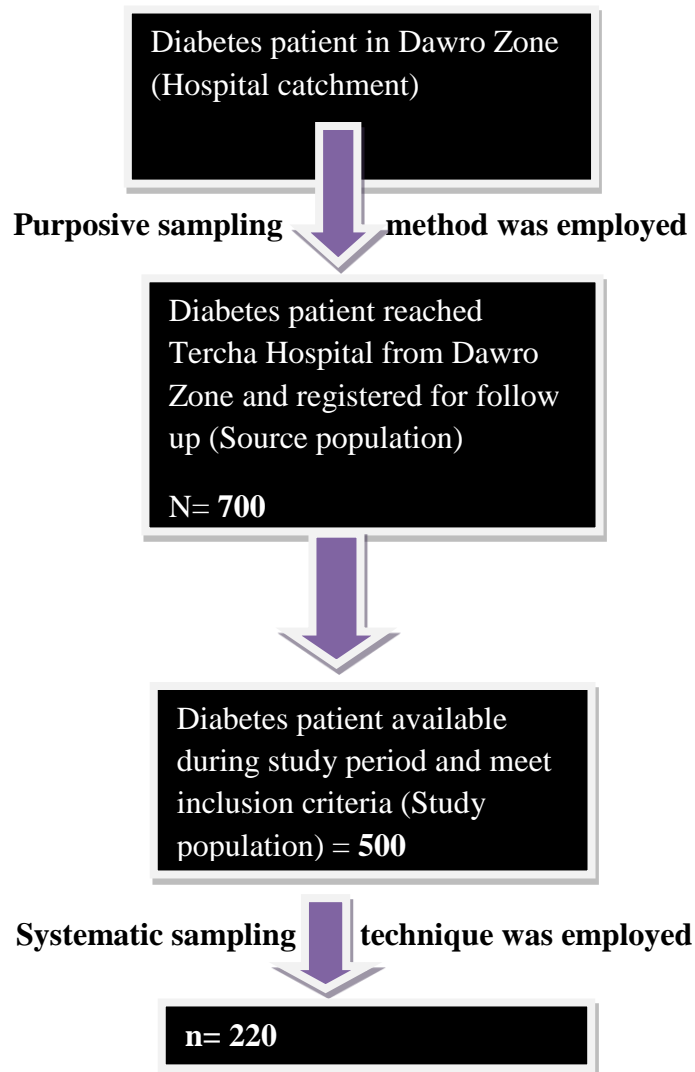 Diabetes patient in Dawro Zone
(Hospital catchment)
Purposive sampling method was employed
Diabetes patient reached
Tercha Hospital from Dawro
Zone and registered for follow
up (Source population)
N= 700
Diabetes patient available
during study period and meet
inclusion criteria (Study
population) = 500
Systematic sampling technique was employed
n= 220